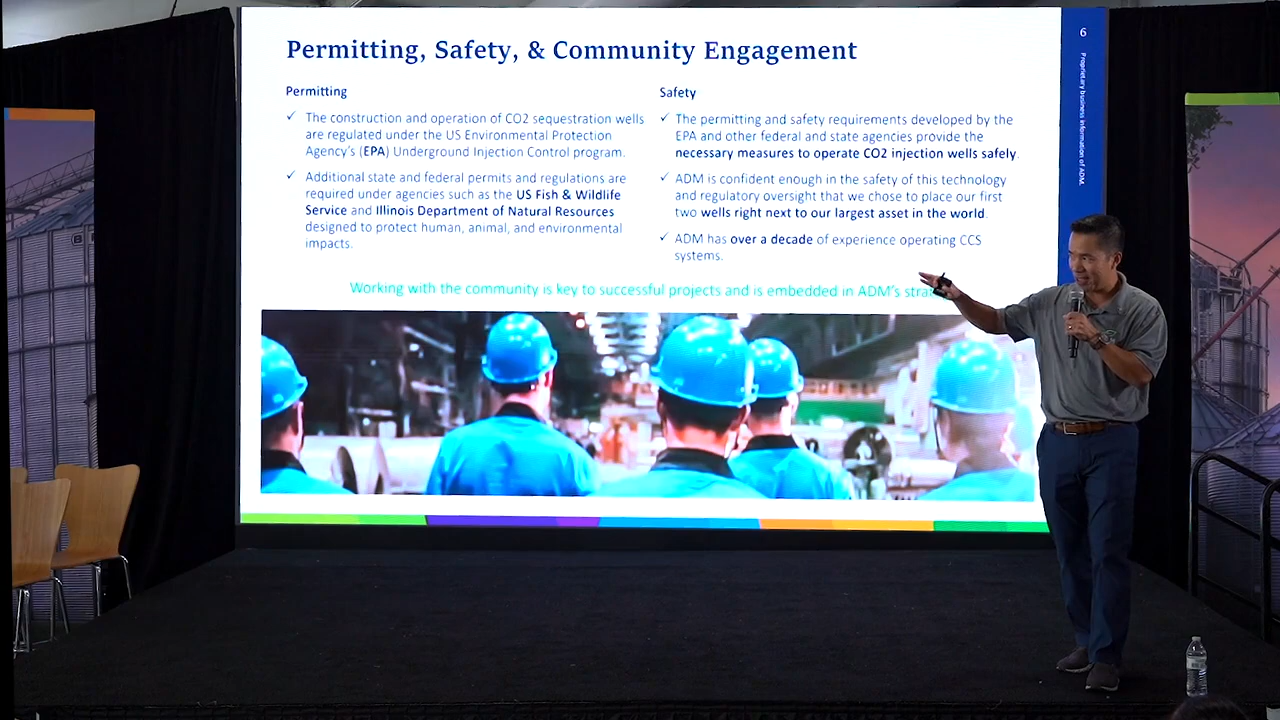 Permitting, Safety, & Community Engagement
Permitting
✓ The construction and operation of CO2 sequestration wells
are regulated under the US Environmental Protection
Agency's (EPA) Underground Injection Control program.
✓ Additional state and federal permits and regulations are
required under agencies such as the US Fish & Wildlife
Service and Illinois Department of Natural Resources
designed to protect human, animal, and environmental
impacts.
Safety
✓ The permitting and safety requirements developed by the
EPA and other federal and state agencies provide the
necessary measures to operate CO2 injection wells safely.
✓ ADM is confident enough in the safety of this technology
and regulatory oversight that we chose to place our first
two wells right next to our largest asset in the world.
✓ ADM has over a decade of experience operating CCS
systems.
Working with the community is key to successful projects and is embedded in ADM's
6
Proprietary business information of ADM.